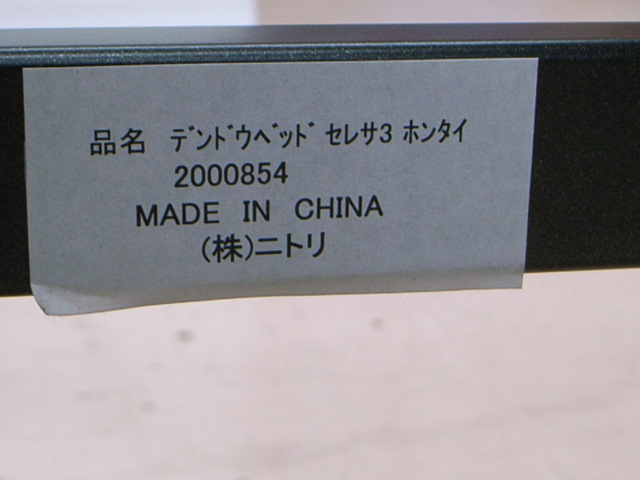 品名 ﾃﾞﾝﾄﾞｳﾍﾞｯﾄﾞ ｾﾚｻ3 ﾎﾝﾀｲ
2000854
MADE IN CHINA
(株)ニトリ